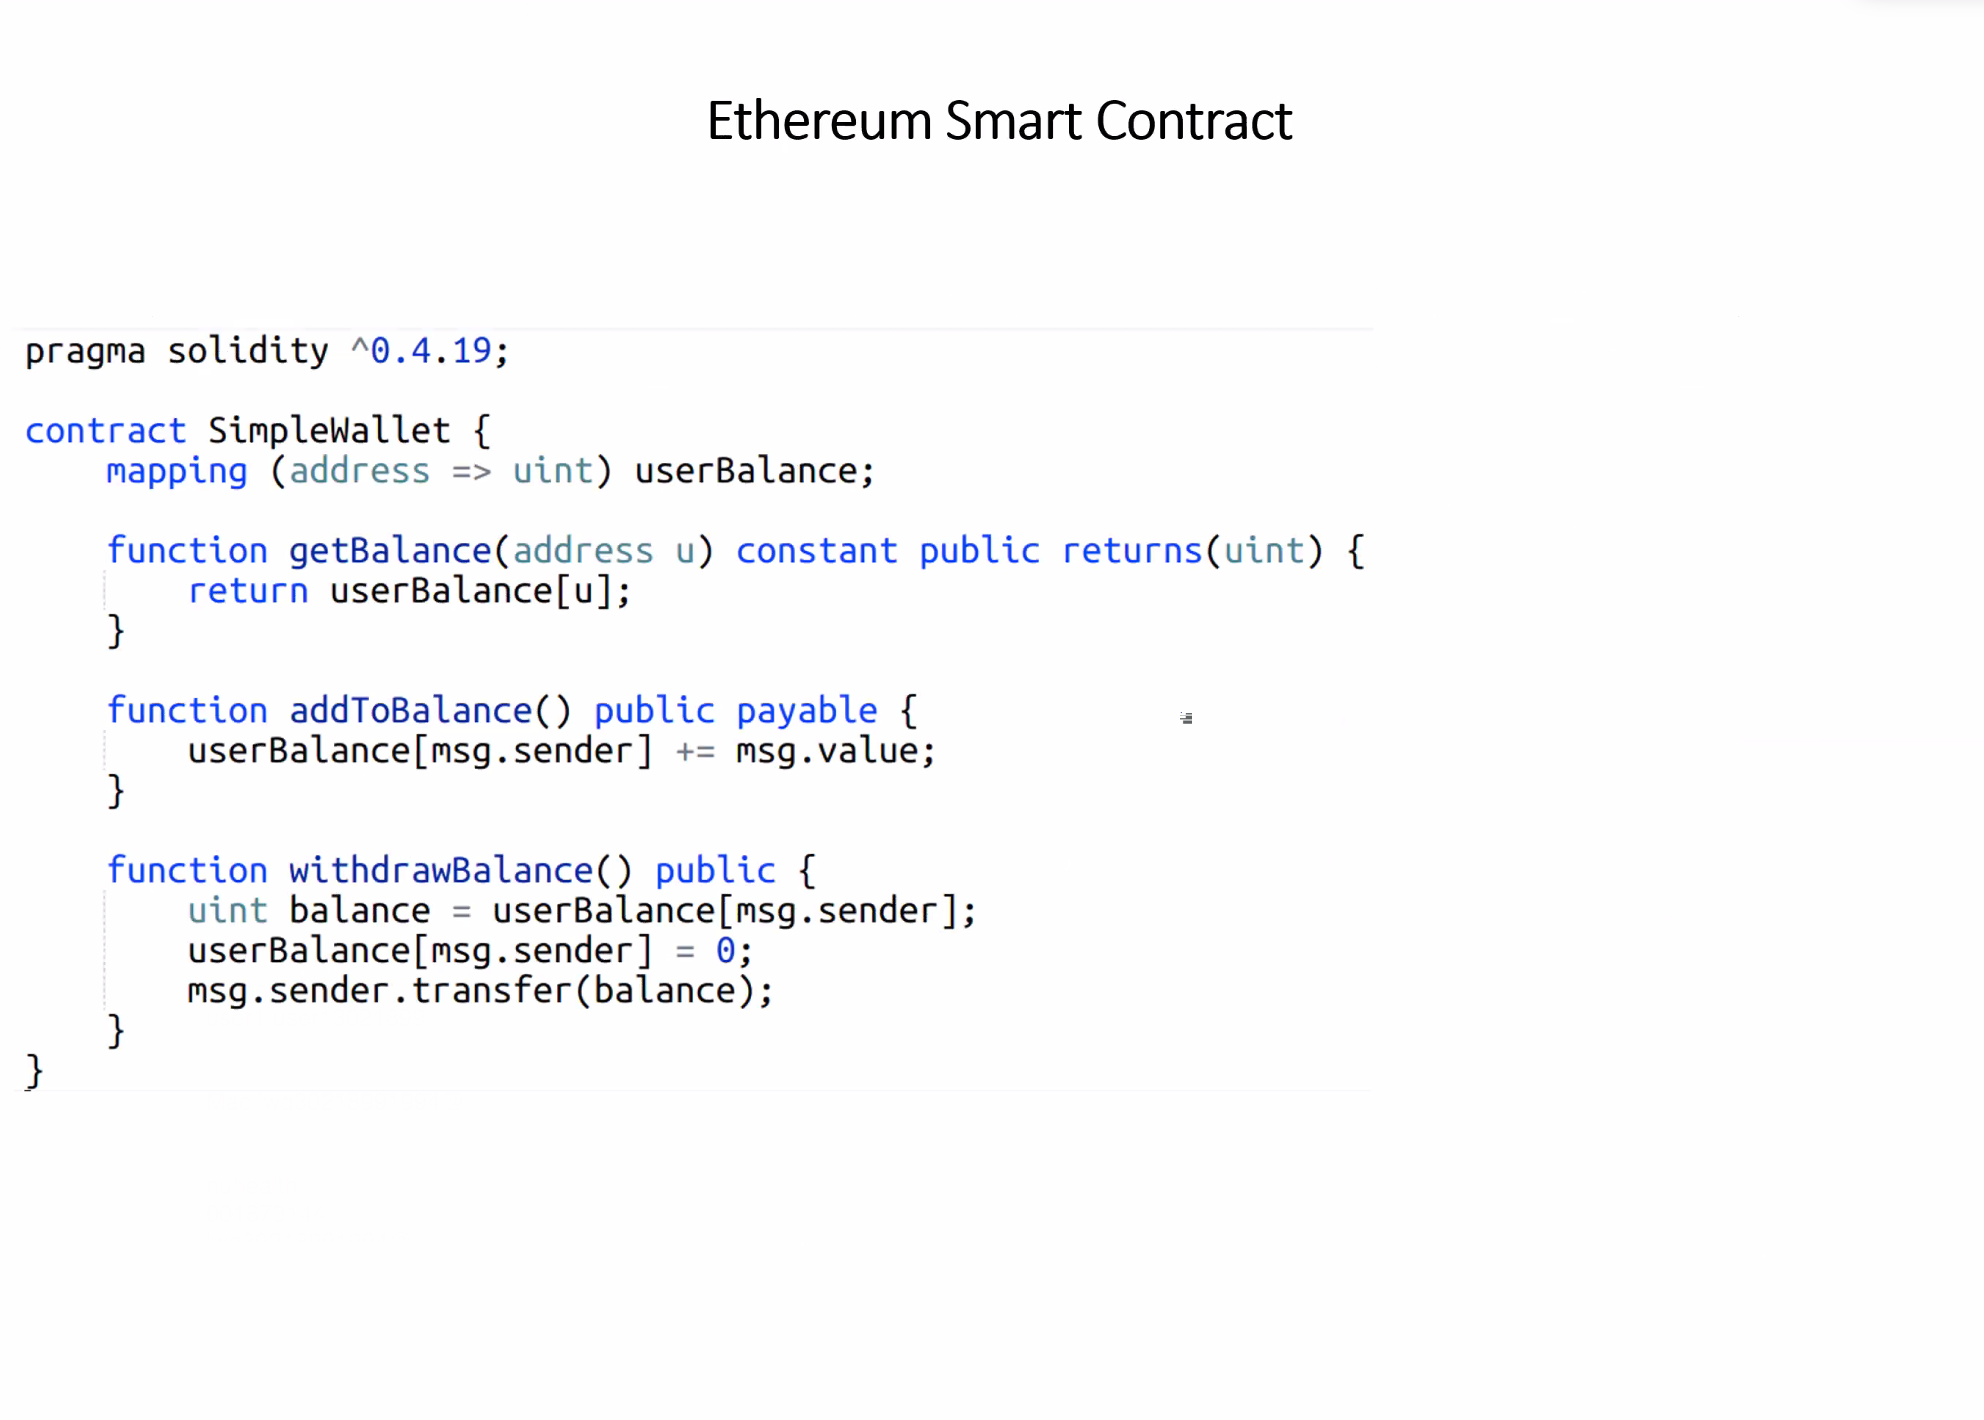 Ethereum Smart Contract
pragma solidity ^0.4.19;
contract SimpleWallet {
    mapping (address => uint) userBalance;
    function getBalance(address u) constant public returns(uint) {
        return userBalance[u];
    }
    function addToBalance() public payable {
        userBalance[msg.sender] += msg.value;
    }
    function withdrawBalance() public {
        uint balance = userBalance[msg.sender];
        userBalance[msg.sender] = 0;
        msg.sender.transfer(balance);
    }
}